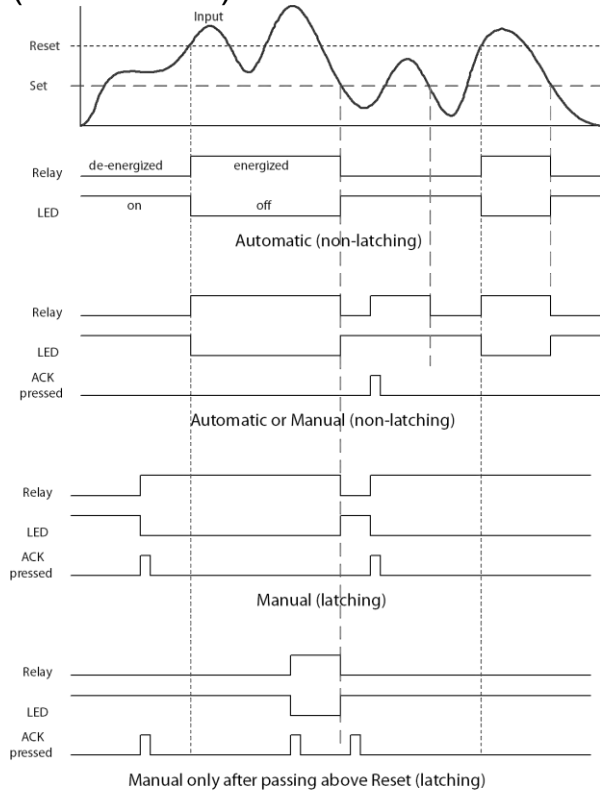 Input
Reset
Set
de-energized energized
Relay
LED
on off
Automatic (non-latching)
Relay
LED
ACK
pressed
Automatic or Manual (non-latching)
Relay
LED
ACK
pressed
Manual (latching)
Relay
LED
ACK
pressed
Manual only after passing above Reset (latching)